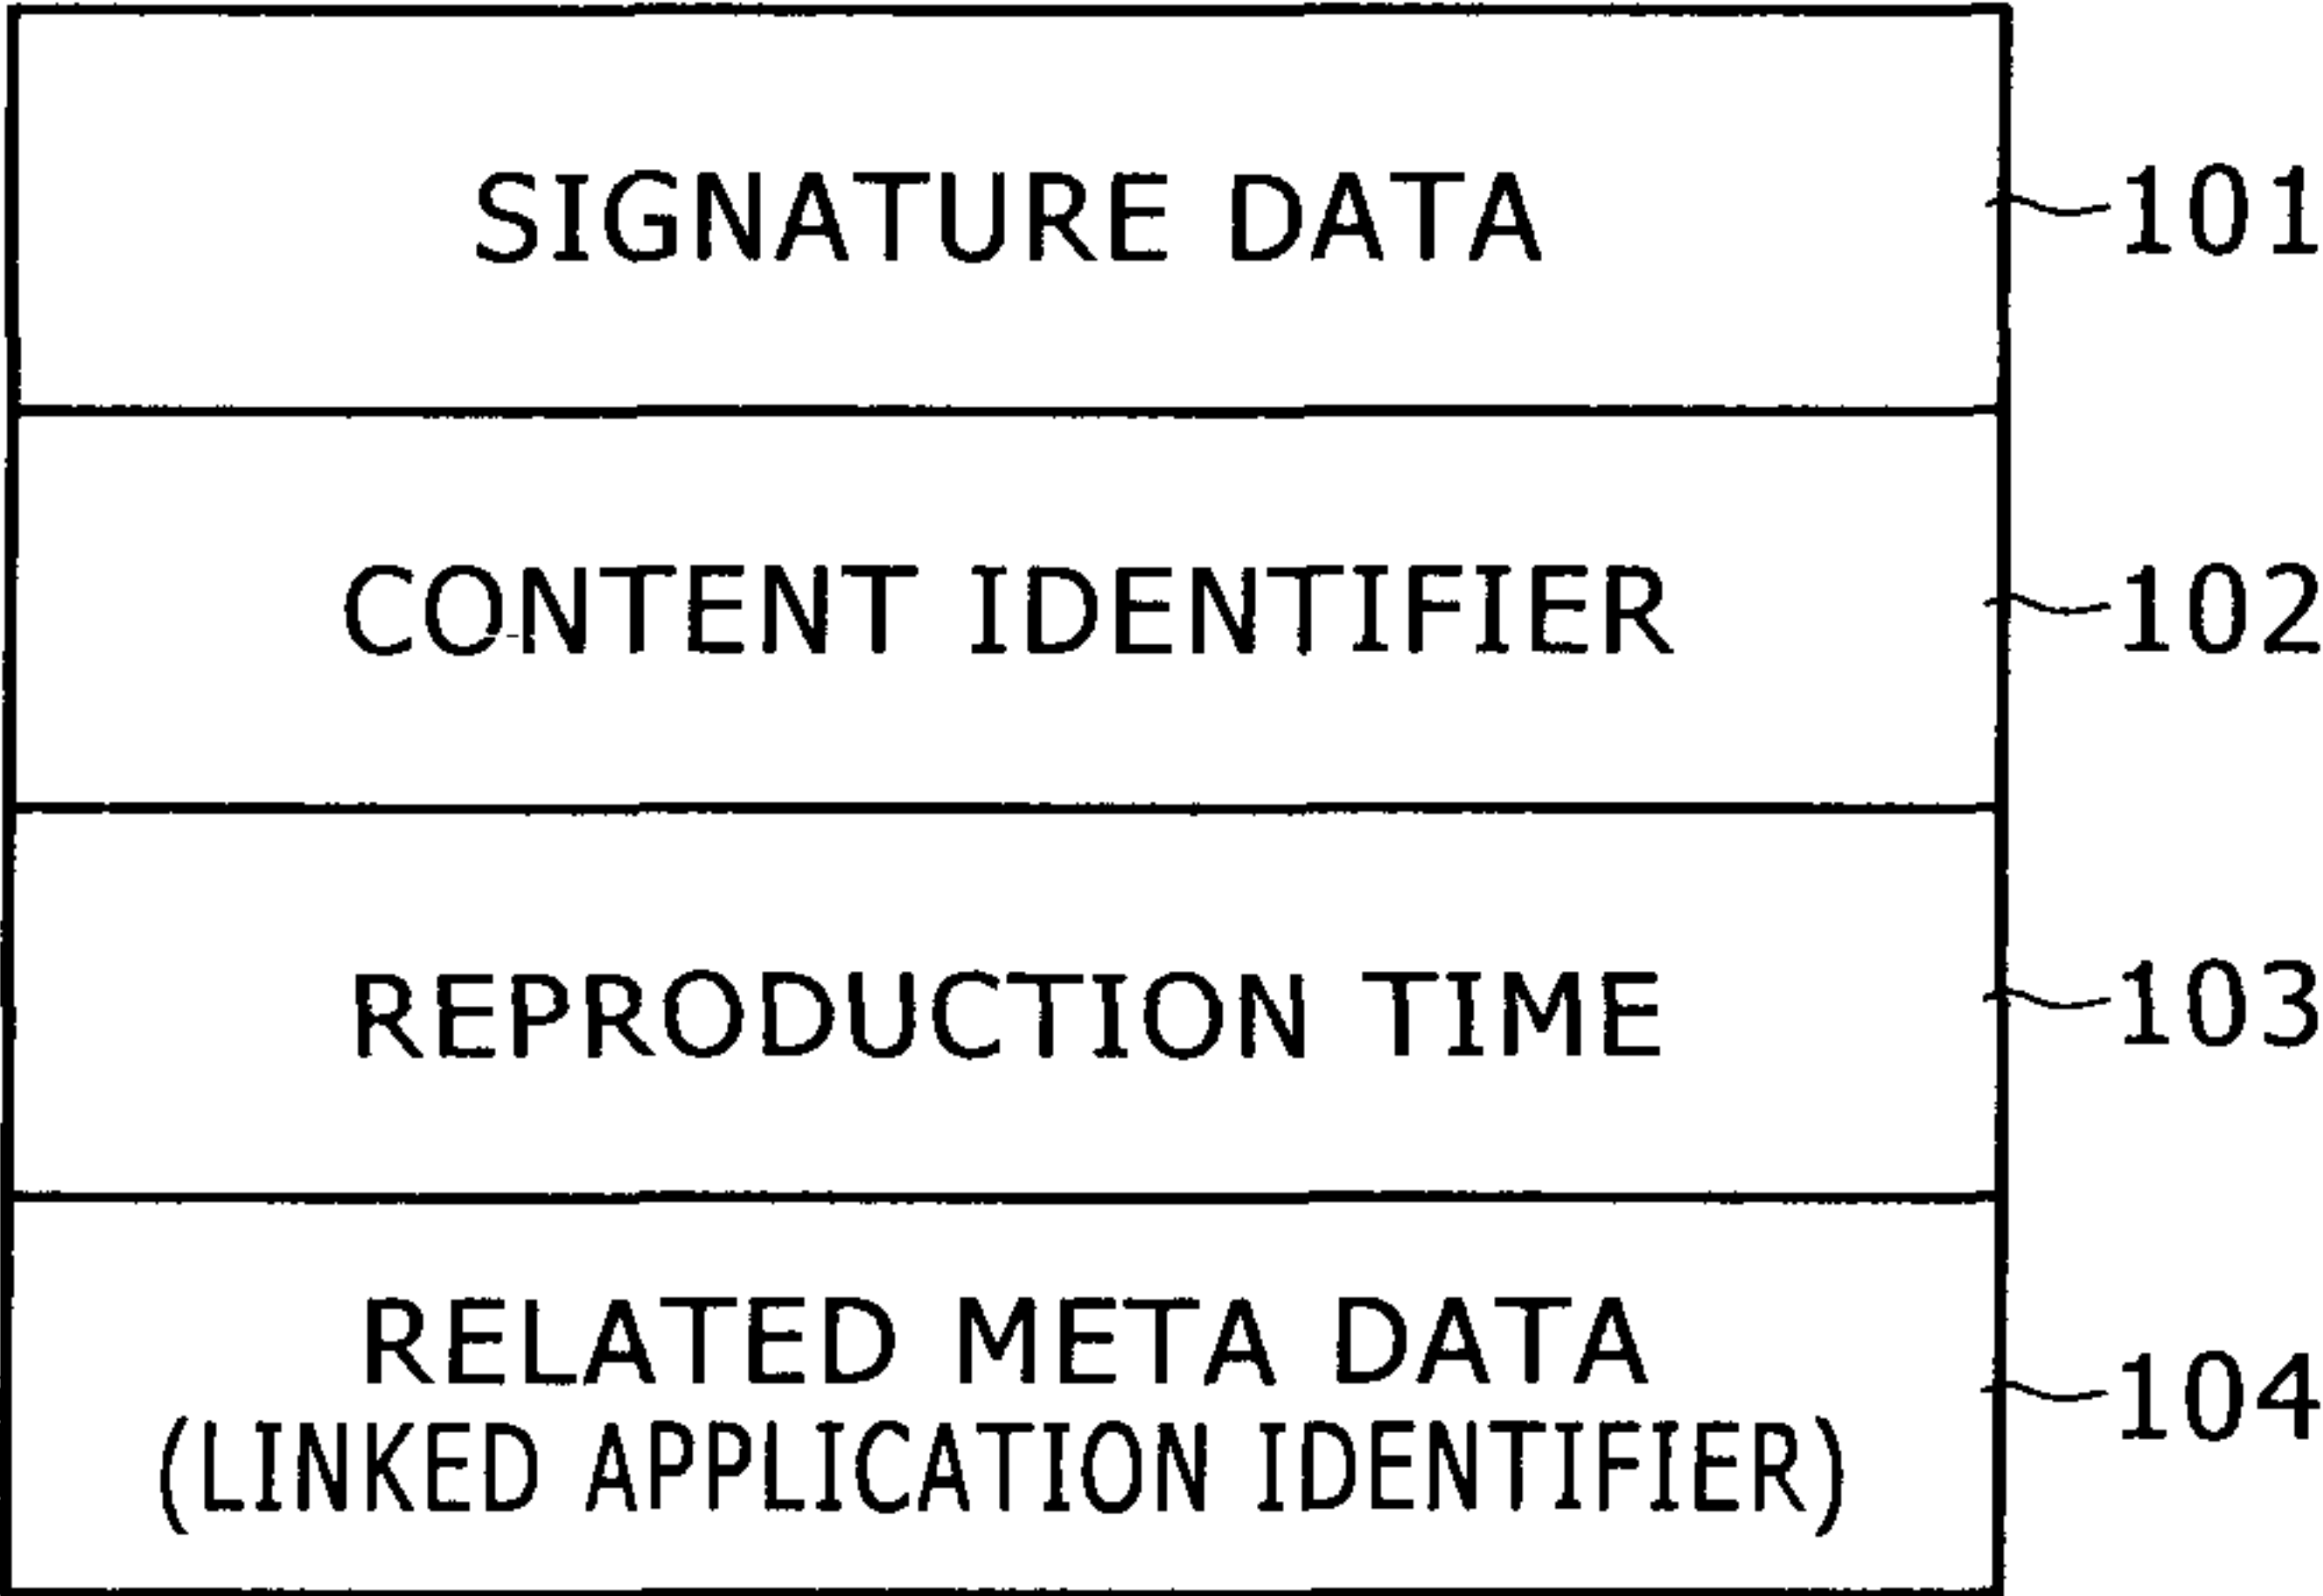 SIGNATURE DATA 101
CONTENT IDENTIFIER 102
REPRODUCTION TIME 103
RELATED META DATA
(LINKED APPLICATION IDENTIFIER) 104